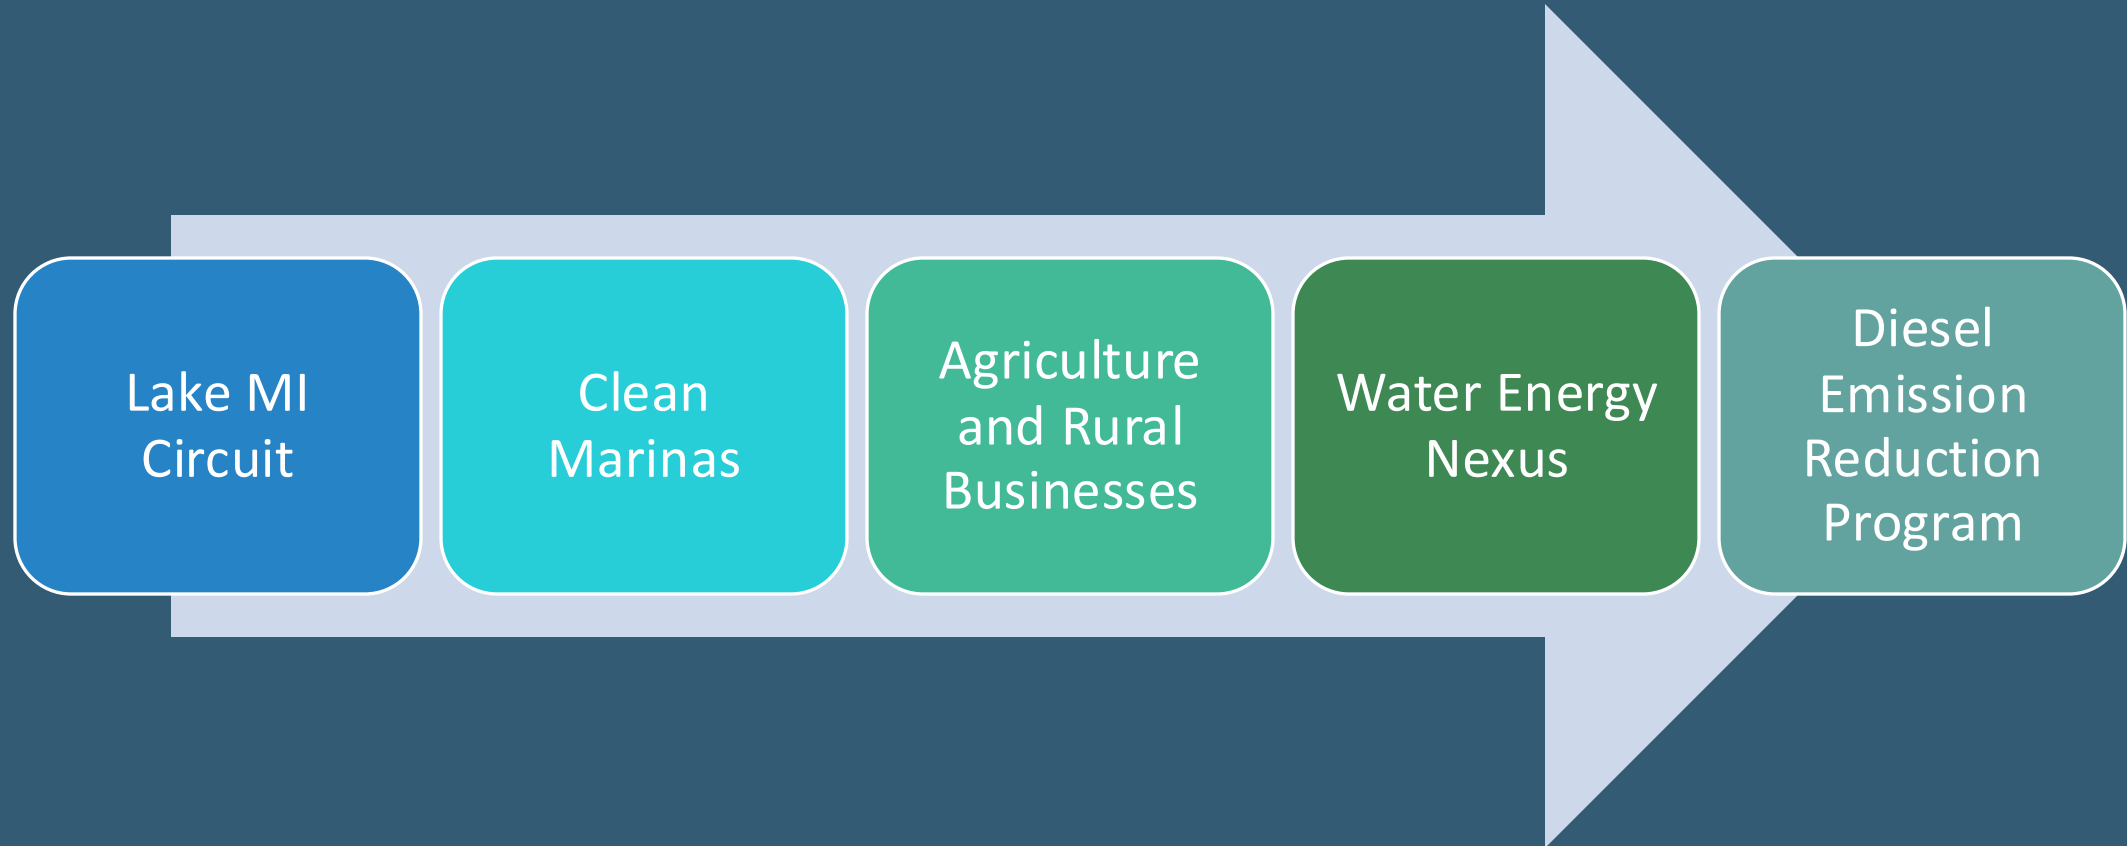 Lake MI
Circuit
Clean
Marinas
Agriculture
and Rural
Businesses
Water Energy
Nexus
Diesel
Emission
Reduction
Program